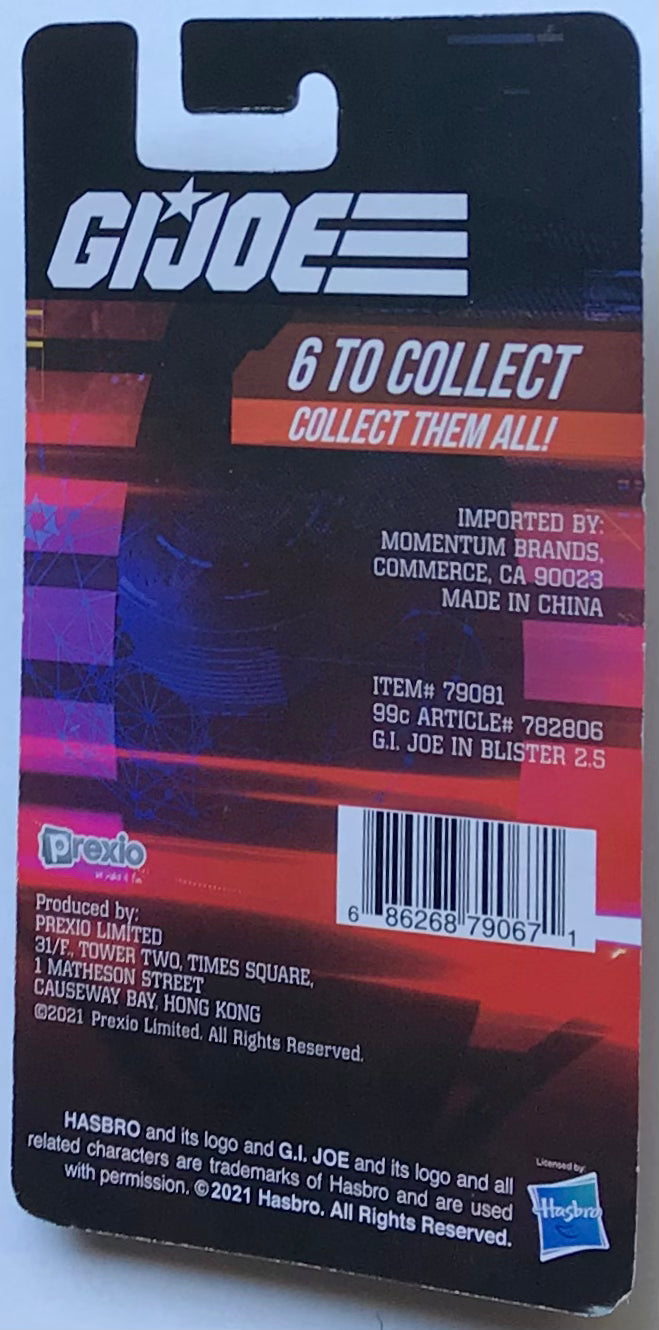 GIJOE
6 TO COLLECT
COLLECT THEM ALL!
IMPORTED BY:
MOMENTUM BRANDS,
COMMERCE, CA 90023
MADE IN CHINA
ITEM# 79081
99c ARTICLE# 782806
G.I. JOE IN BLISTER 2.5
6 86268 79067 1
Prexio
Produced by:
PREXIO LIMITED
31/F., TOWER TWO, TIMES SQUARE,
1 MATHESON STREET
CAUSEWAY BAY, HONG KONG
©2021 Prexio Limited. All Rights Reserved.
HASBRO and its logo and G.I. JOE and its logo and all
related characters are trademarks of Hasbro and are used
with permission. ©2021 Hasbro. All Rights Reserved.
Licensed by:
Hasbro